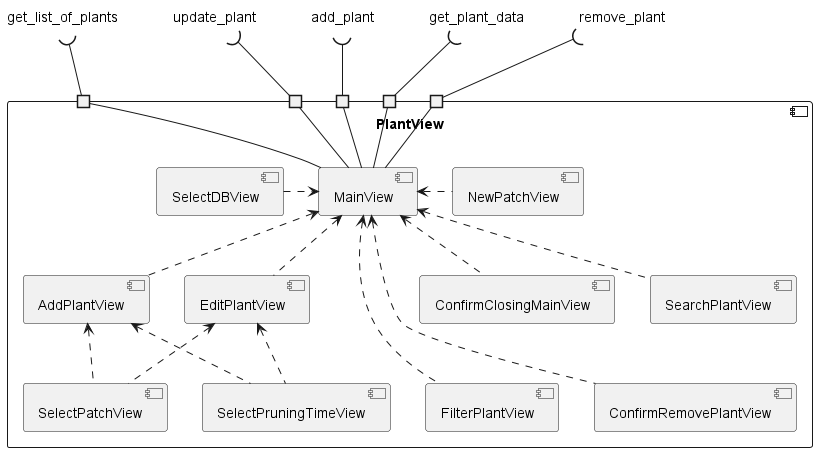 get_list_of_plants
update_plant
add_plant
get_plant_data
remove_plant
PlantView
SelectDBView
MainView
NewPatchView
AddPlantView
EditPlantView
ConfirmClosingMainView
SearchPlantView
SelectPatchView
SelectPruningTimeView
FilterPlantView
ConfirmRemovePlantView